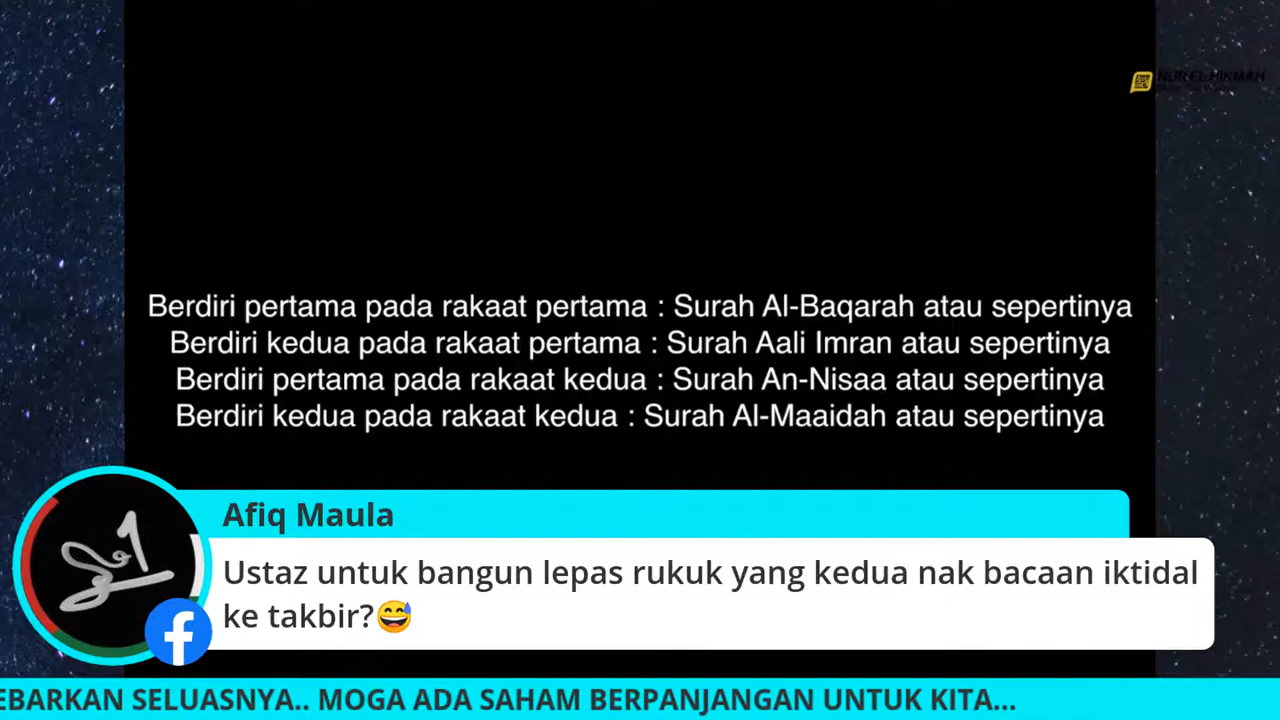 NUR EL HIKMAH
Berdiri pertama pada rakaat pertama : Surah Al-Baqarah atau sepertinya
Berdiri kedua pada rakaat pertama : Surah Aali Imran atau sepertinya
Berdiri pertama pada rakaat kedua : Surah An-Nisaa atau sepertinya
Berdiri kedua pada rakaat kedua : Surah Al-Maaidah atau sepertinya
Afiq Maula
Ustaz untuk bangun lepas rukuk yang kedua nak bacaan iktidal
ke takbir?😅
EBARKAN SELUASNYA.. MOGA ADA SAHAM BERPANJANGAN UNTUK KITA...